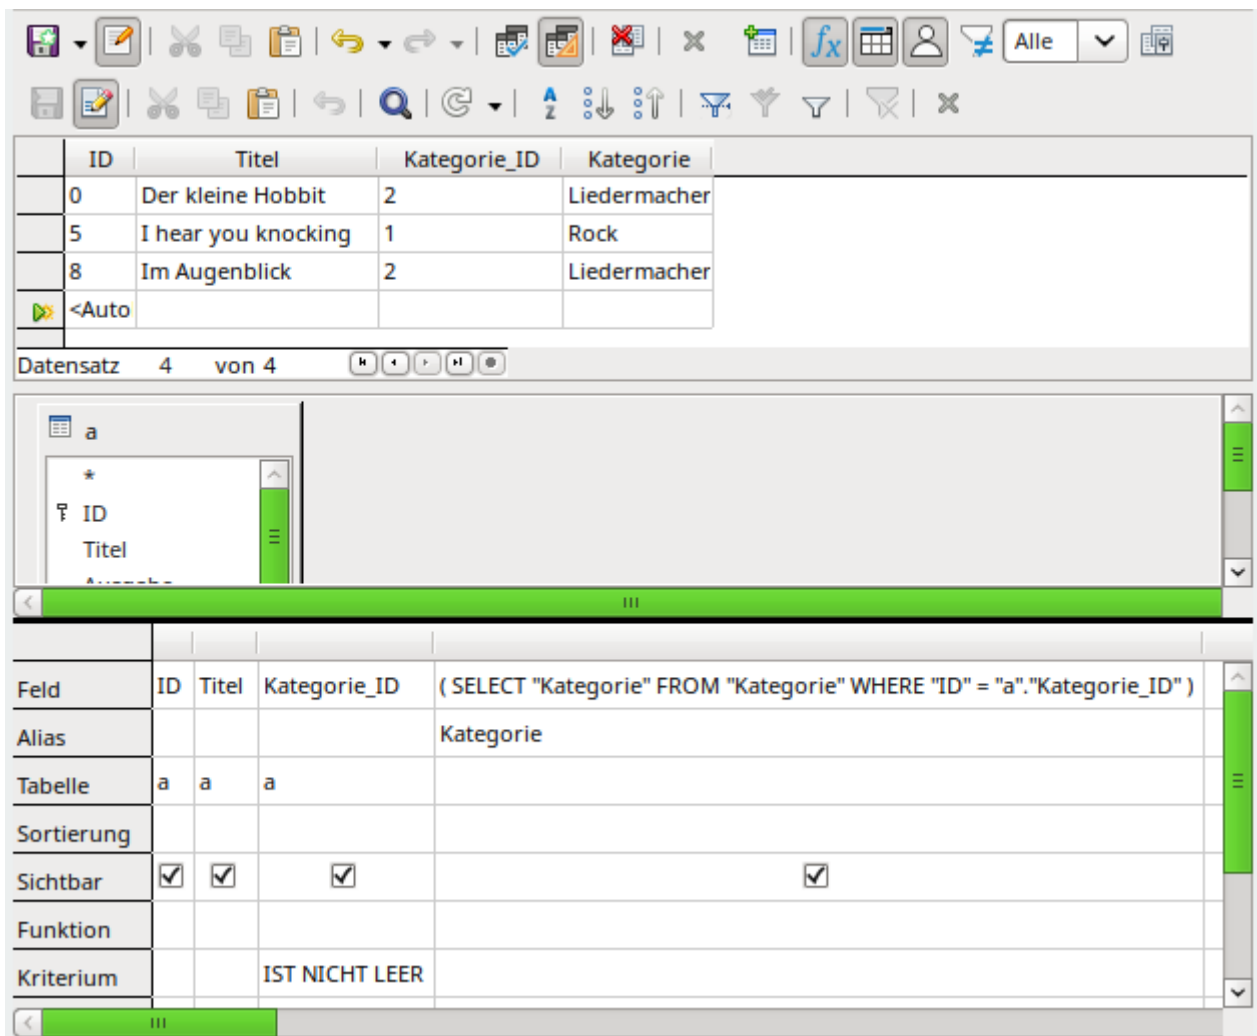 Alle
ID Titel Kategorie_ID Kategorie
0 Der kleine Hobbit 2 Liedermacher
5 I hear you knocking 1 Rock
8 Im Augenblick 2 Liedermacher
<Auto
Datensatz 4 von 4
a
*
ID
Titel
Feld ID Titel Kategorie_ID ( SELECT "Kategorie" FROM "Kategorie" WHERE "ID" = "a"."Kategorie_ID" )
Alias Kategorie
Tabelle a a a
Sortierung
Sichtbar
Funktion
Kriterium IST NICHT LEER